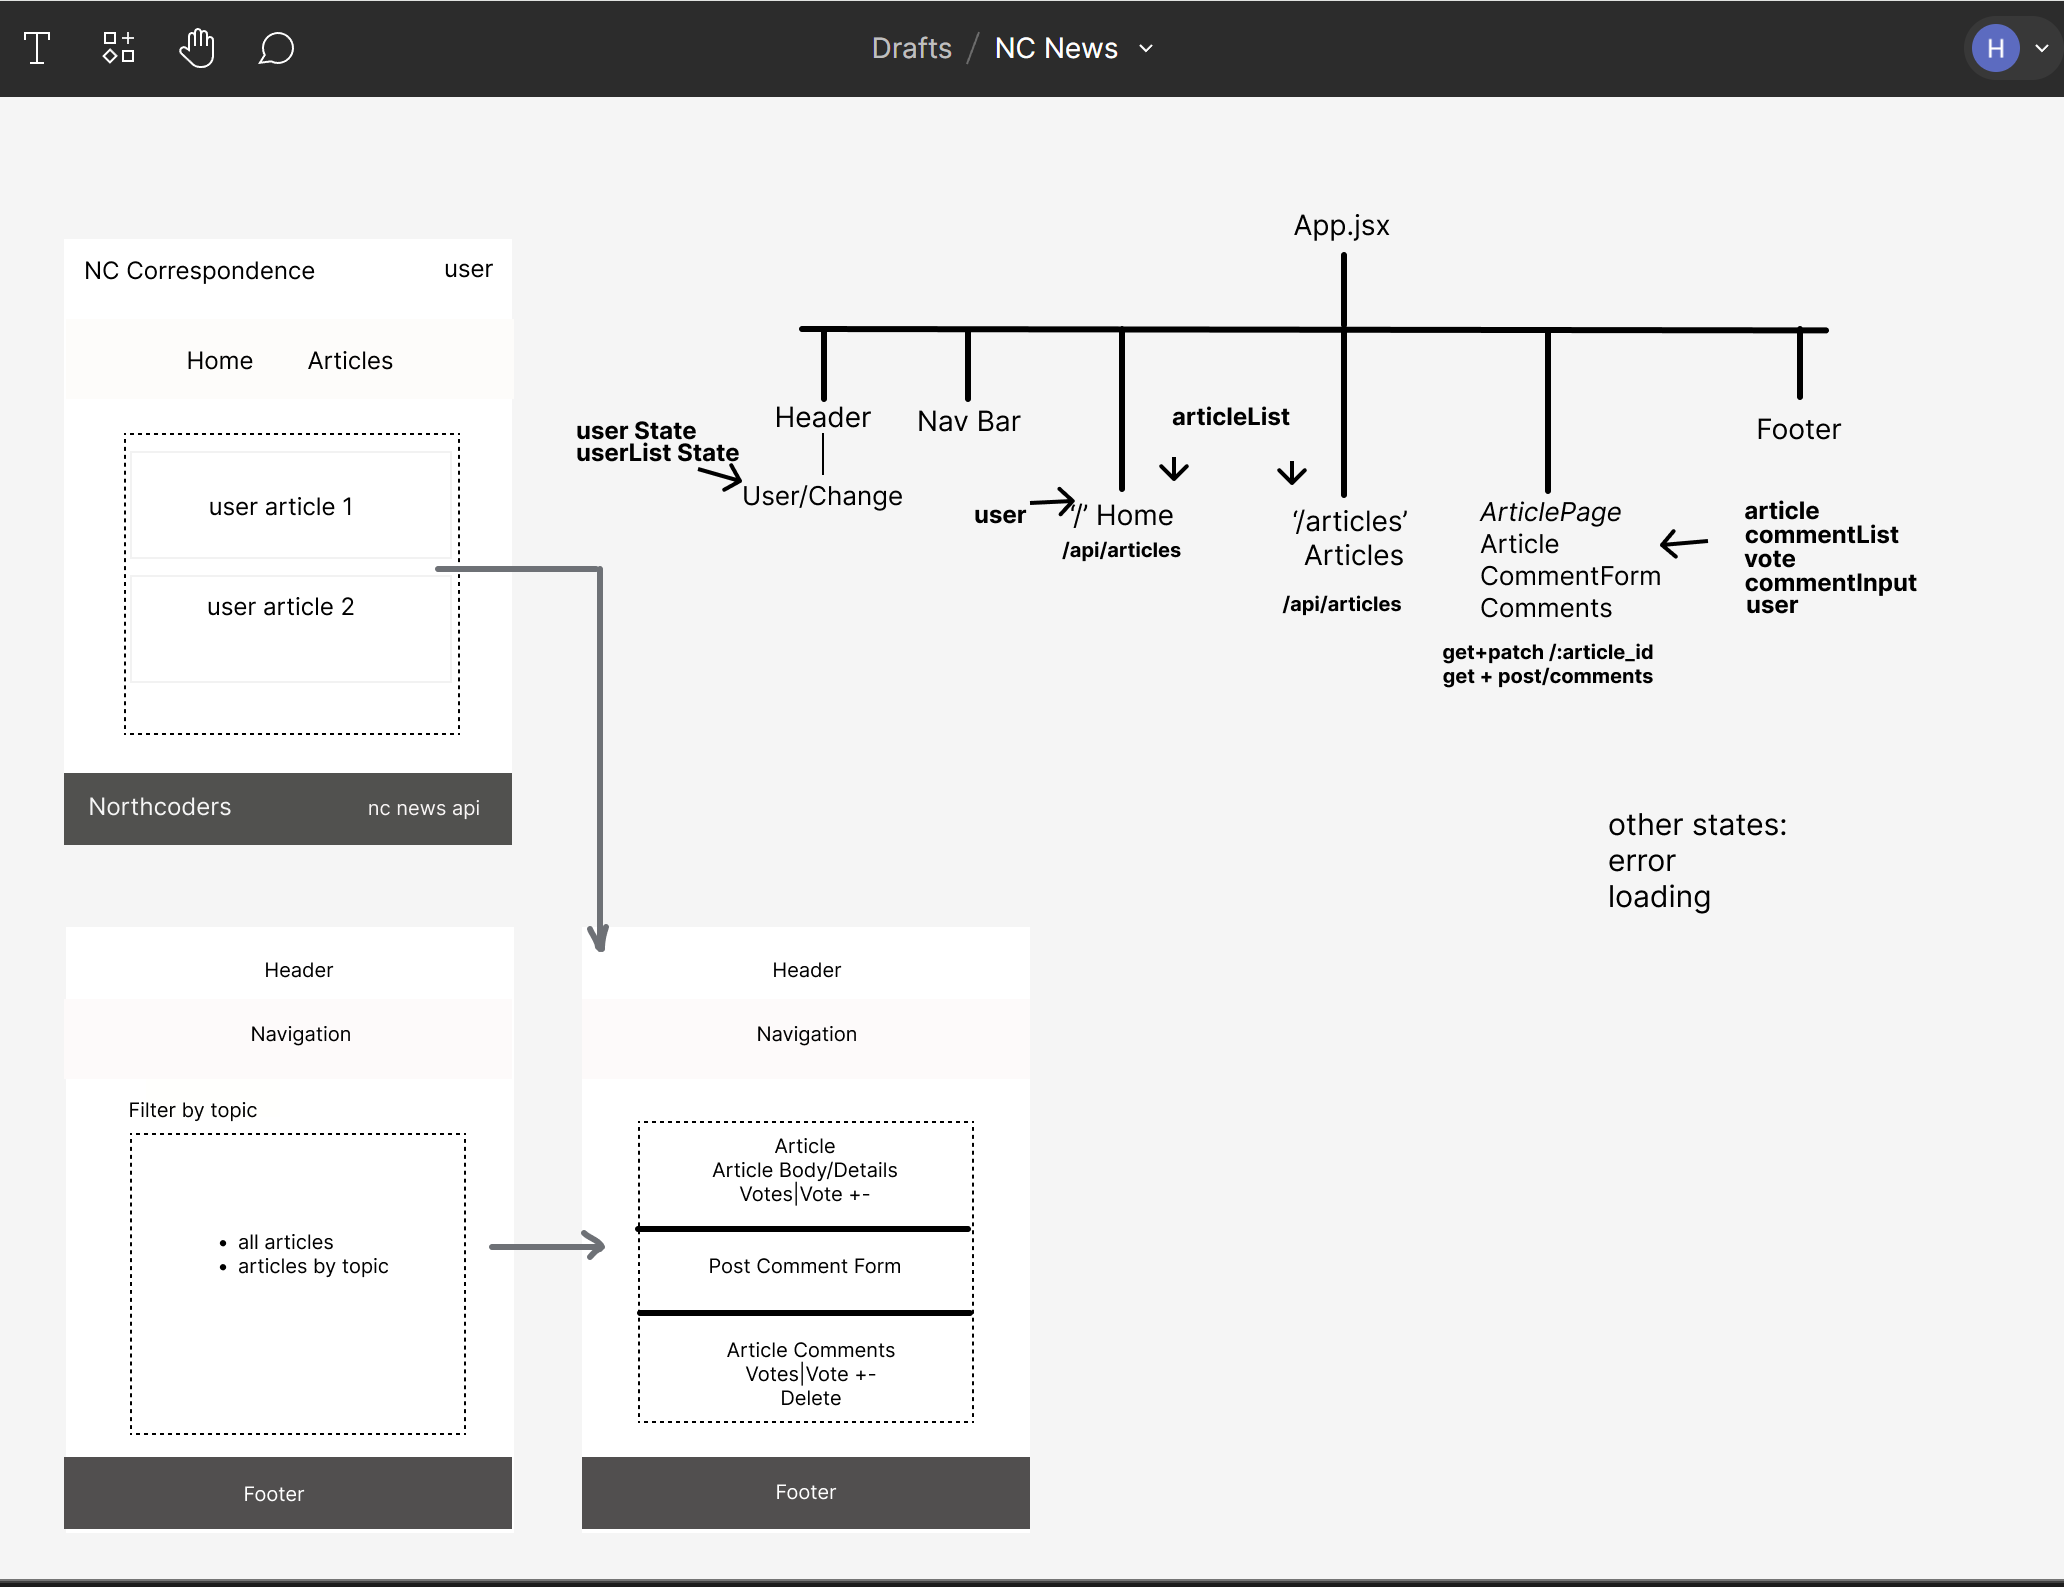 Drafts / NC News
H
NC Correspondence
user
Home
Articles
user article 1
user article 2
Northcoders
nc news api
App.jsx
Header
Nav Bar
articleList
Footer
user State
userList State
User/Change
user
‘/’ Home
/api/articles
‘/articles’
Articles
/api/articles
ArticlePage
Article
CommentForm
Comments
get+patch /:article_id
get + post/comments
article
commentList
vote
commentInput
user
other states:
error
loading
Header
Navigation
Filter by topic
• all articles
• articles by topic
Footer
Header
Navigation
Article
Article Body/Details
Votes|Vote +-
Post Comment Form
Article Comments
Votes|Vote +-
Delete
Footer